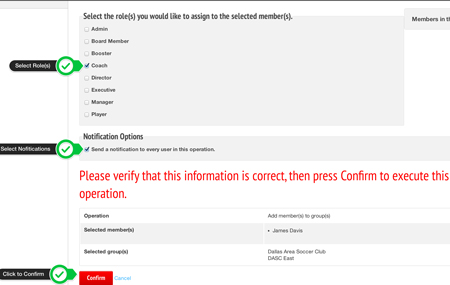 Select the role(s) you would like to assign to the selected member(s).
Members in th
Admin
Board Member
Booster
Select Role(s)
Coach
Director
Executive
Manager
Player
Notification Options
Select Nofitications
Send a notification to every user in this operation.
Please verify that this information is correct, then press Confirm to execute this
operation.
Operation
Add member(s) to group(s)
Selected member(s)
James Davis
Selected group(s)
Dallas Area Soccer Club
DASC East
Click to Confirm
Confirm
Cancel